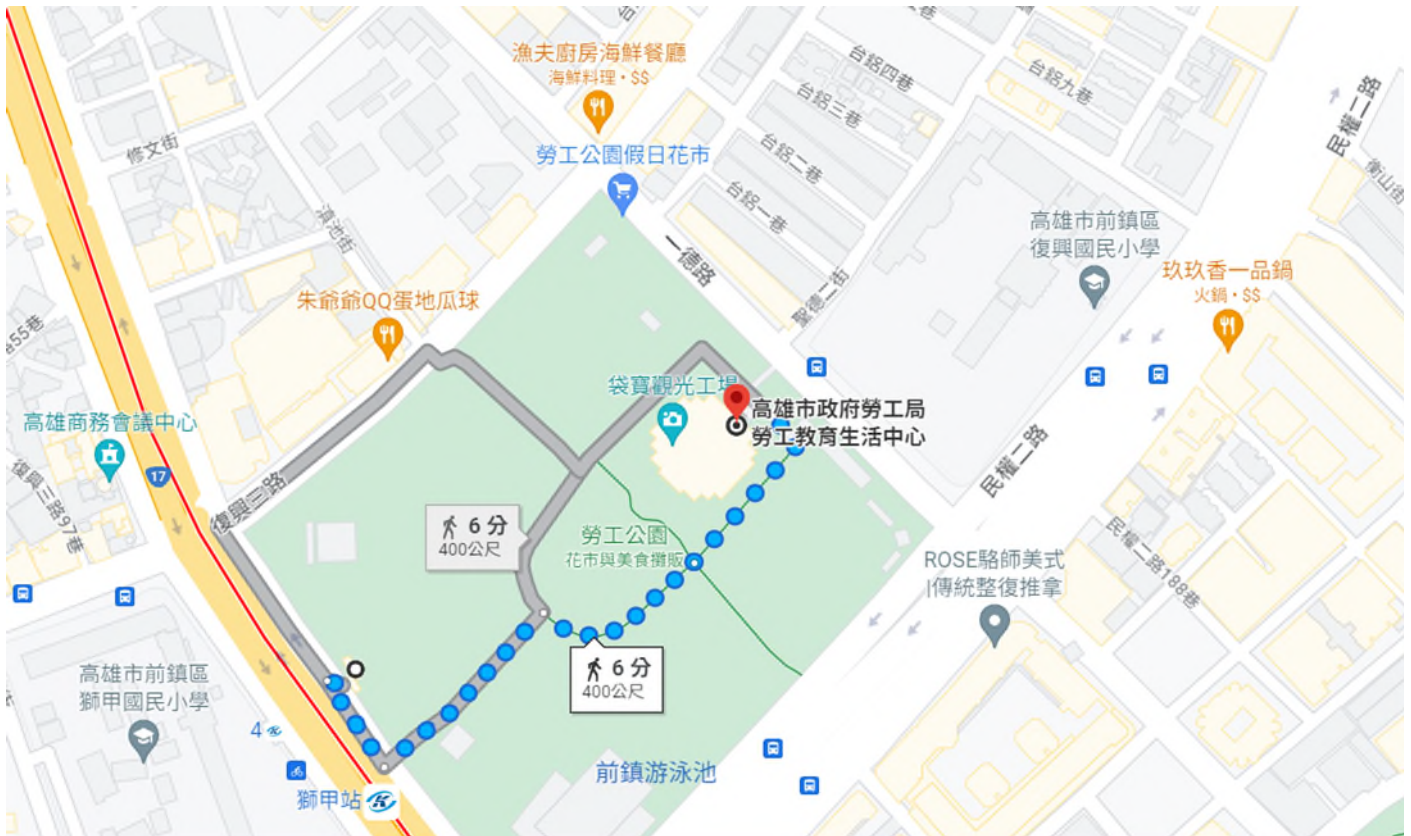 漁夫廚房海鮮餐廳
海鮮料理・$$
台鋁四巷
台鋁九巷
民權二路
台鋁三巷
修文街
勞工公園假日花市
台鋁二巷
衡山街
台鋁一巷
滇池街
高雄市前鎮區
復興國民小學
一德路
玖玖香一品鍋
火鍋・$$
朱爺爺QQ蛋地瓜球
聖德二街
55巷
袋寶觀光工場
高雄市政府勞工局
勞工教育生活中心
高雄商務會議中心
17
民權二路
復興三路
復興三路97巷
6 分
400公尺
勞工公園
花市與美食攤販
ROSE駱師美式
|傳統整復推拿
民權二路188巷
6 分
400公尺
高雄市前鎮區
獅甲國民小學
4
前鎮游泳池
獅甲站